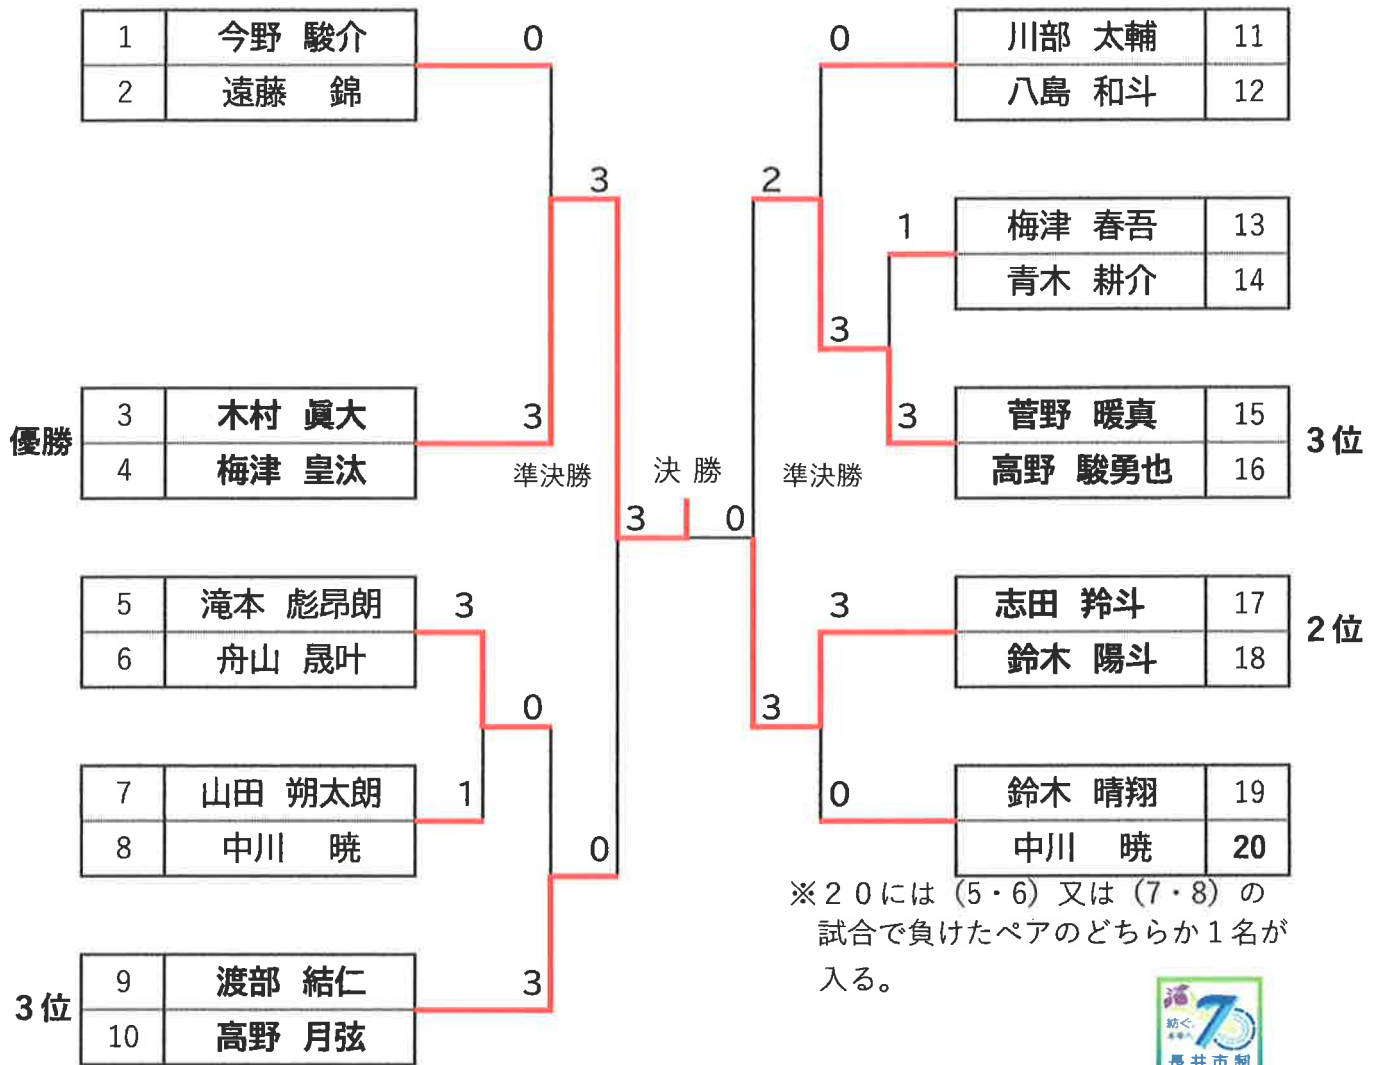 1 今野 駿介 0
2 遠藤 錦
3
優勝
3 木村 眞大 3
4 梅津 皇汰
準決勝
5 滝本 彪昂朗 3
6 舟山 晟叶
0
7 山田 朔太朗 1
8 中川 暁
0
3位
9 渡部 結仁 3
10 高野 月弦
決 勝
3 0
0 川部 太輔 11
八島 和斗 12
2
1 梅津 春吾 13
青木 耕介 14
3
3 菅野 暖真 15
高野 駿勇也 16
3位
準決勝
3 志田 羚斗 17
鈴木 陽斗 18
2位
3
0 鈴木 晴翔 19
中川 暁 20
※20には（5・6）又は（7・8）の
試合で負けたペアのどちらか1名が
入る。
紡ぐ、
70
長井市制